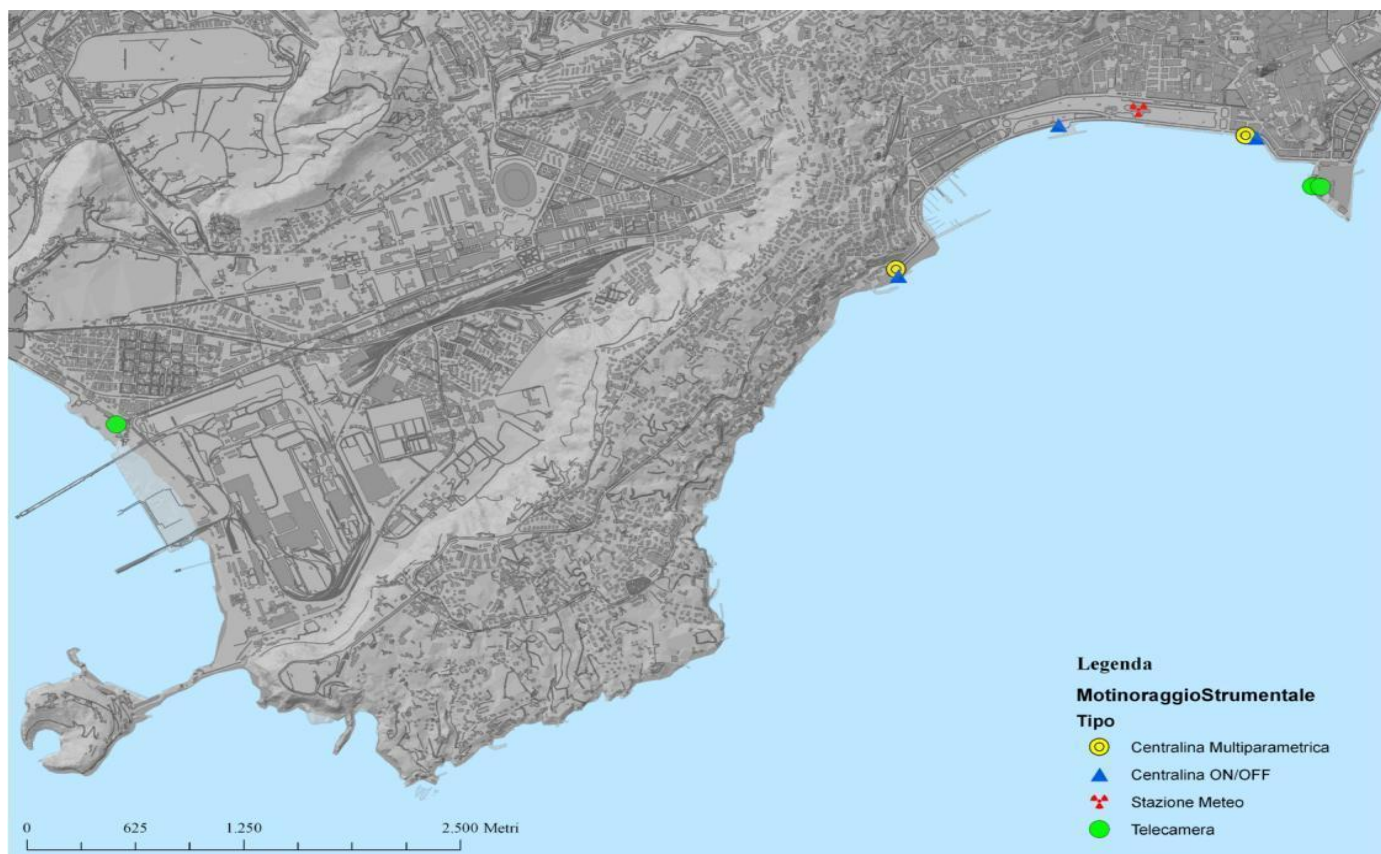 Legenda
MotinoraggioStrumentale
Tipo
Centralina Multiparametrica
Centralina ON/OFF
Stazione Meteo
Telecamera
0 625 1.250 2.500 Metri